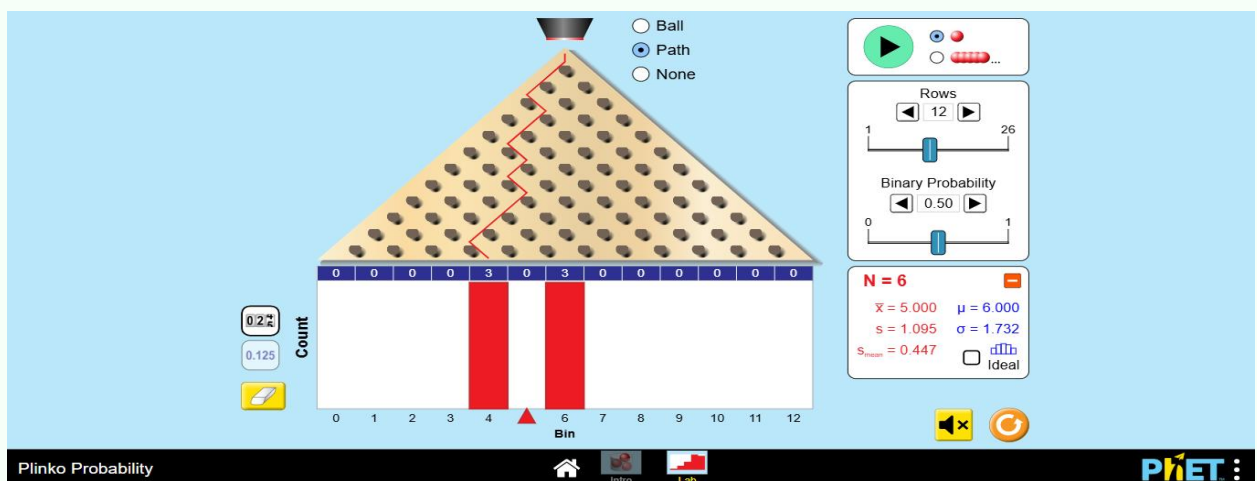 Ball
Path
None
...
Rows
12
1 26
Binary Probability
0.50
0 1
0 0 0 0 3 0 3 0 0 0 0 0 0
N = 6
x̅ = 5.000 μ = 6.000
s = 1.095 σ = 1.732
s mean = 0.447
Ideal
0.125
Count
0 1 2 3 4 6 7 8 9 10 11 12
Bin
Plinko Probability
Intro
Lab
PhET